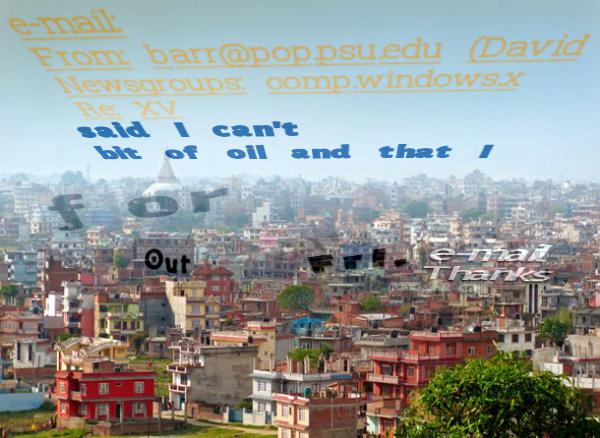 e-mail:
From: barr@pop.psu.edu (David
Newsgroups: comp.windows.x
Re: XV
said I can't
bit of oil and that I
For
Out
Fri.
e-mail
Thanks